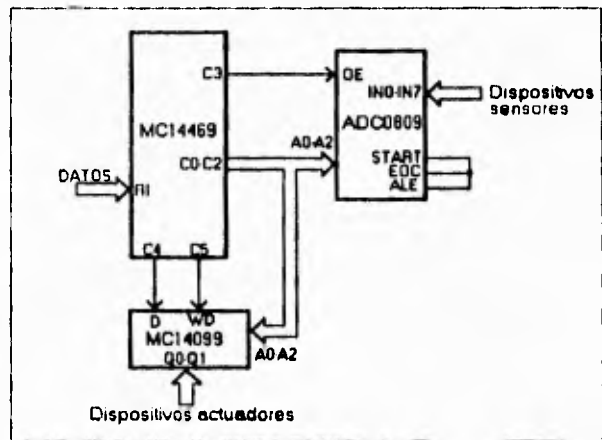 C3
OE
IN0-IN7
Dispositivos
sensores
MC14469
ADC0809
A0-A2
C0-C2
START
EOC
ALE
DATOS
RI
C4
C5
D
WD
MC14099
Q0-Q1
A0-A2
Dispositivos actuadores